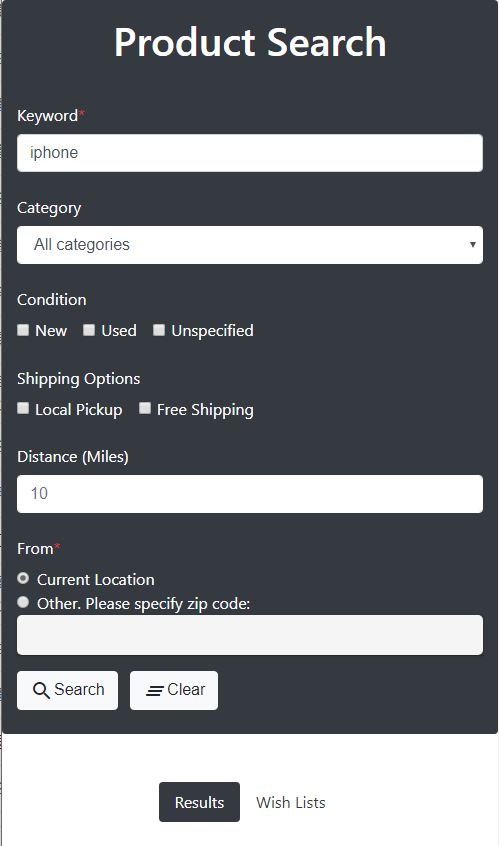 Product Search
Keyword*
iphone
Category
All categories
Condition
New Used Unspecified
Shipping Options
Local Pickup Free Shipping
Distance (Miles)
10
From*
Current Location
Other. Please specify zip code:
Search Clear
Results Wish Lists